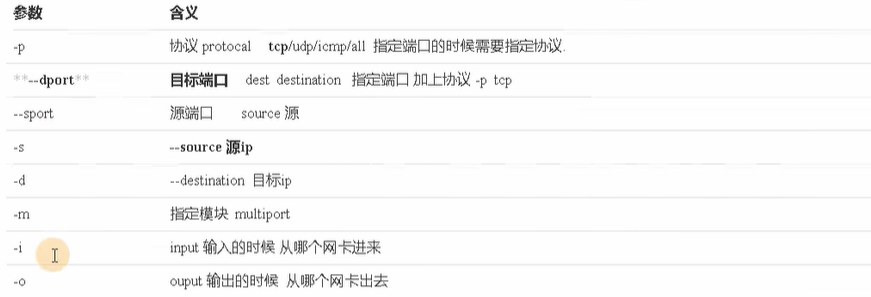 参数 含义
-p 协议 protocal tcp/udp/icmp/all 指定端口的时候需要指定协议.
**--dport** 目标端口 dest destination 指定端口 加上协议 -p tcp
--sport 源端口 source 源
-s --source 源ip
-d --destination 目标ip
-m 指定模块 multiport
-i input 输入的时候 从哪个网卡进来
-o ouput 输出的时候 从哪个网卡出去